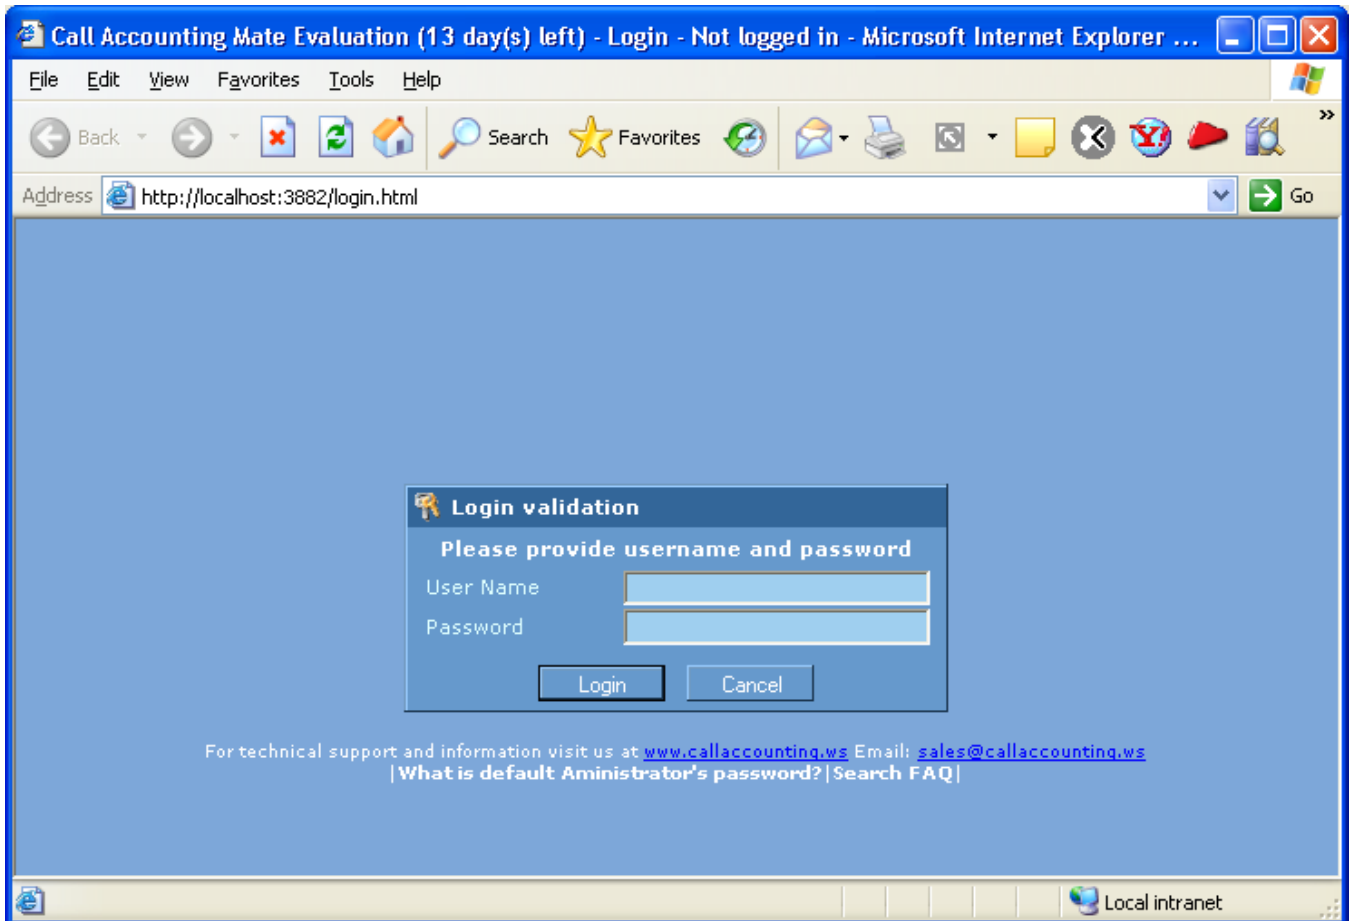 Call Accounting Mate Evaluation (13 day(s) left) - Login - Not logged in - Microsoft Internet Explorer ...
File Edit View Favorites Tools Help
Back Search Favorites »
Address http://localhost:3882/login.html Go
Login validation
Please provide username and password
User Name
Password
Login Cancel
For technical support and information visit us at www.callaccounting.ws Email: sales@callaccounting.ws
|What is default Aministrator's password?|Search FAQ|
Local intranet